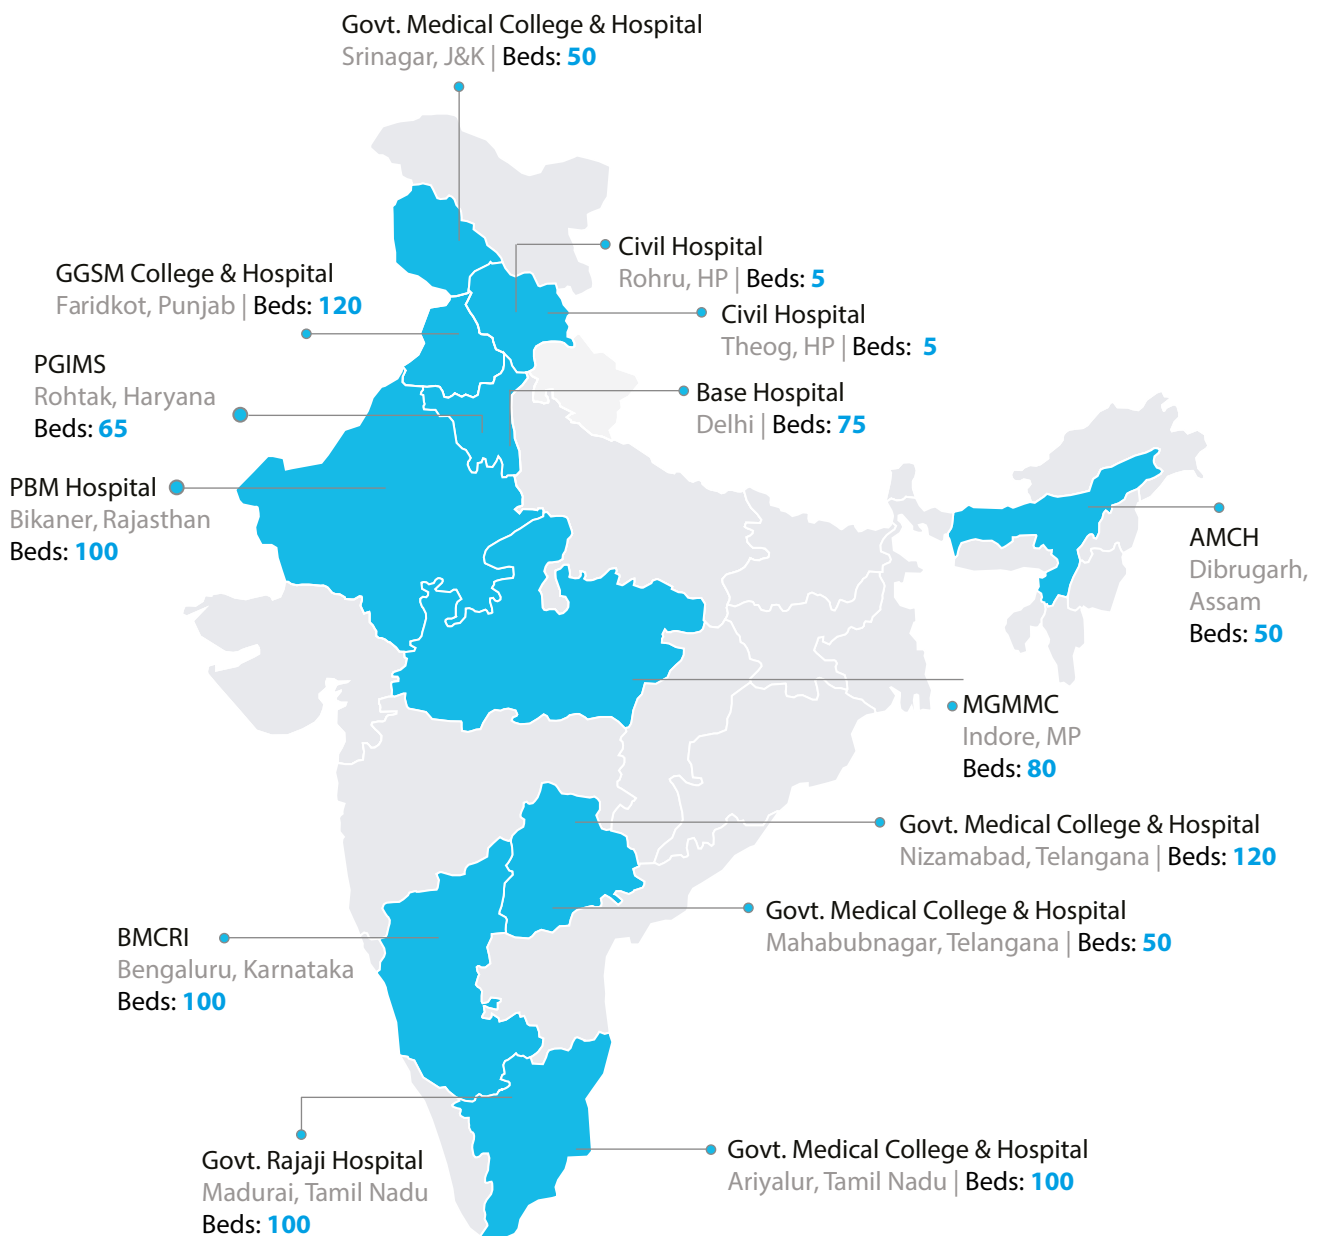 Govt. Medical College & Hospital
Srinagar, J&K | Beds: 50
Civil Hospital
Rohru, HP | Beds: 5
GGSM College & Hospital
Faridkot, Punjab | Beds: 120
Civil Hospital
Theog, HP | Beds: 5
PGIMS
Rohtak, Haryana
Beds: 65
Base Hospital
Delhi | Beds: 75
PBM Hospital
Bikaner, Rajasthan
Beds: 100
AMCH
Dibrugarh,
Assam
Beds: 50
MGMMC
Indore, MP
Beds: 80
Govt. Medical College & Hospital
Nizamabad, Telangana | Beds: 120
Govt. Medical College & Hospital
Mahabubnagar, Telangana | Beds: 50
BMCRI
Bengaluru, Karnataka
Beds: 100
Govt. Rajaji Hospital
Madurai, Tamil Nadu
Beds: 100
Govt. Medical College & Hospital
Ariyalur, Tamil Nadu | Beds: 100